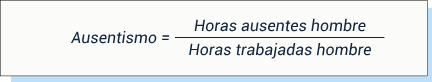 Horas ausentes hombre
Ausentismo =
Horas trabajadas hombre